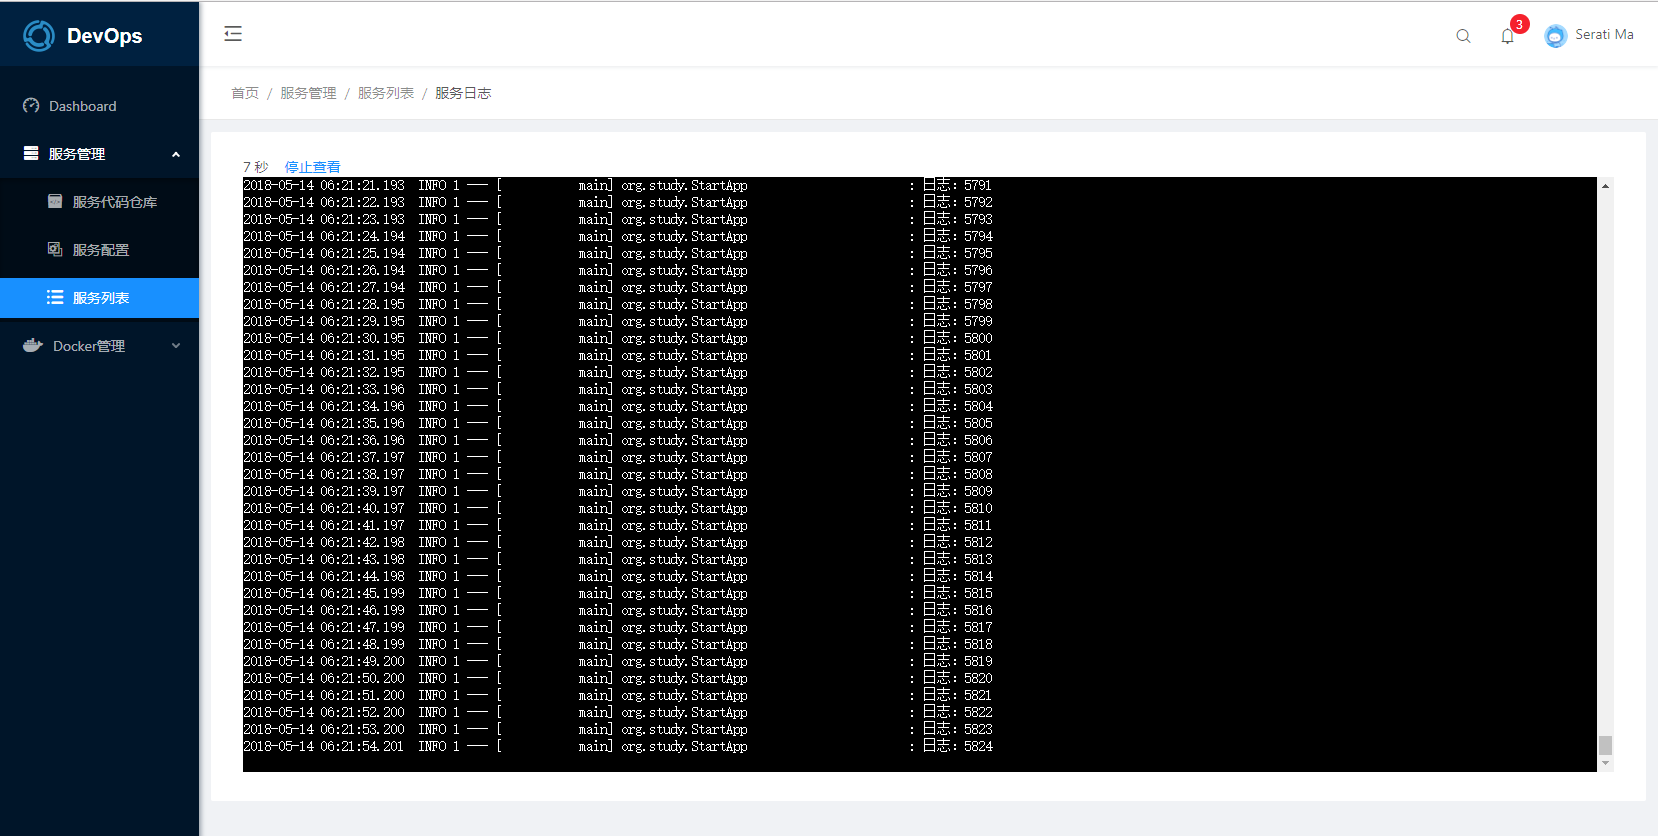 DevOps
3
Serati Ma
Dashboard
服务管理
服务代码仓库
服务配置
服务列表
Docker管理
首页 / 服务管理 / 服务列表 / 服务日志
7 秒 停止查看
2018-05-14 06:21:21.193 INFO 1 --- [ main] org.study.StartApp : 日志: 5791
2018-05-14 06:21:22.193 INFO 1 --- [ main] org.study.StartApp : 日志: 5792
2018-05-14 06:21:23.193 INFO 1 --- [ main] org.study.StartApp : 日志: 5793
2018-05-14 06:21:24.194 INFO 1 --- [ main] org.study.StartApp : 日志: 5794
2018-05-14 06:21:25.194 INFO 1 --- [ main] org.study.StartApp : 日志: 5795
2018-05-14 06:21:26.194 INFO 1 --- [ main] org.study.StartApp : 日志: 5796
2018-05-14 06:21:27.194 INFO 1 --- [ main] org.study.StartApp : 日志: 5797
2018-05-14 06:21:28.195 INFO 1 --- [ main] org.study.StartApp : 日志: 5798
2018-05-14 06:21:29.195 INFO 1 --- [ main] org.study.StartApp : 日志: 5799
2018-05-14 06:21:30.195 INFO 1 --- [ main] org.study.StartApp : 日志: 5800
2018-05-14 06:21:31.195 INFO 1 --- [ main] org.study.StartApp : 日志: 5801
2018-05-14 06:21:32.195 INFO 1 --- [ main] org.study.StartApp : 日志: 5802
2018-05-14 06:21:33.196 INFO 1 --- [ main] org.study.StartApp : 日志: 5803
2018-05-14 06:21:34.196 INFO 1 --- [ main] org.study.StartApp : 日志: 5804
2018-05-14 06:21:35.196 INFO 1 --- [ main] org.study.StartApp : 日志: 5805
2018-05-14 06:21:36.196 INFO 1 --- [ main] org.study.StartApp : 日志: 5806
2018-05-14 06:21:37.197 INFO 1 --- [ main] org.study.StartApp : 日志: 5807
2018-05-14 06:21:38.197 INFO 1 --- [ main] org.study.StartApp : 日志: 5808
2018-05-14 06:21:39.197 INFO 1 --- [ main] org.study.StartApp : 日志: 5809
2018-05-14 06:21:40.197 INFO 1 --- [ main] org.study.StartApp : 日志: 5810
2018-05-14 06:21:41.197 INFO 1 --- [ main] org.study.StartApp : 日志: 5811
2018-05-14 06:21:42.198 INFO 1 --- [ main] org.study.StartApp : 日志: 5812
2018-05-14 06:21:43.198 INFO 1 --- [ main] org.study.StartApp : 日志: 5813
2018-05-14 06:21:44.198 INFO 1 --- [ main] org.study.StartApp : 日志: 5814
2018-05-14 06:21:45.199 INFO 1 --- [ main] org.study.StartApp : 日志: 5815
2018-05-14 06:21:46.199 INFO 1 --- [ main] org.study.StartApp : 日志: 5816
2018-05-14 06:21:47.199 INFO 1 --- [ main] org.study.StartApp : 日志: 5817
2018-05-14 06:21:48.199 INFO 1 --- [ main] org.study.StartApp : 日志: 5818
2018-05-14 06:21:49.200 INFO 1 --- [ main] org.study.StartApp : 日志: 5819
2018-05-14 06:21:50.200 INFO 1 --- [ main] org.study.StartApp : 日志: 5820
2018-05-14 06:21:51.200 INFO 1 --- [ main] org.study.StartApp : 日志: 5821
2018-05-14 06:21:52.200 INFO 1 --- [ main] org.study.StartApp : 日志: 5822
2018-05-14 06:21:53.200 INFO 1 --- [ main] org.study.StartApp : 日志: 5823
2018-05-14 06:21:54.201 INFO 1 --- [ main] org.study.StartApp : 日志: 5824